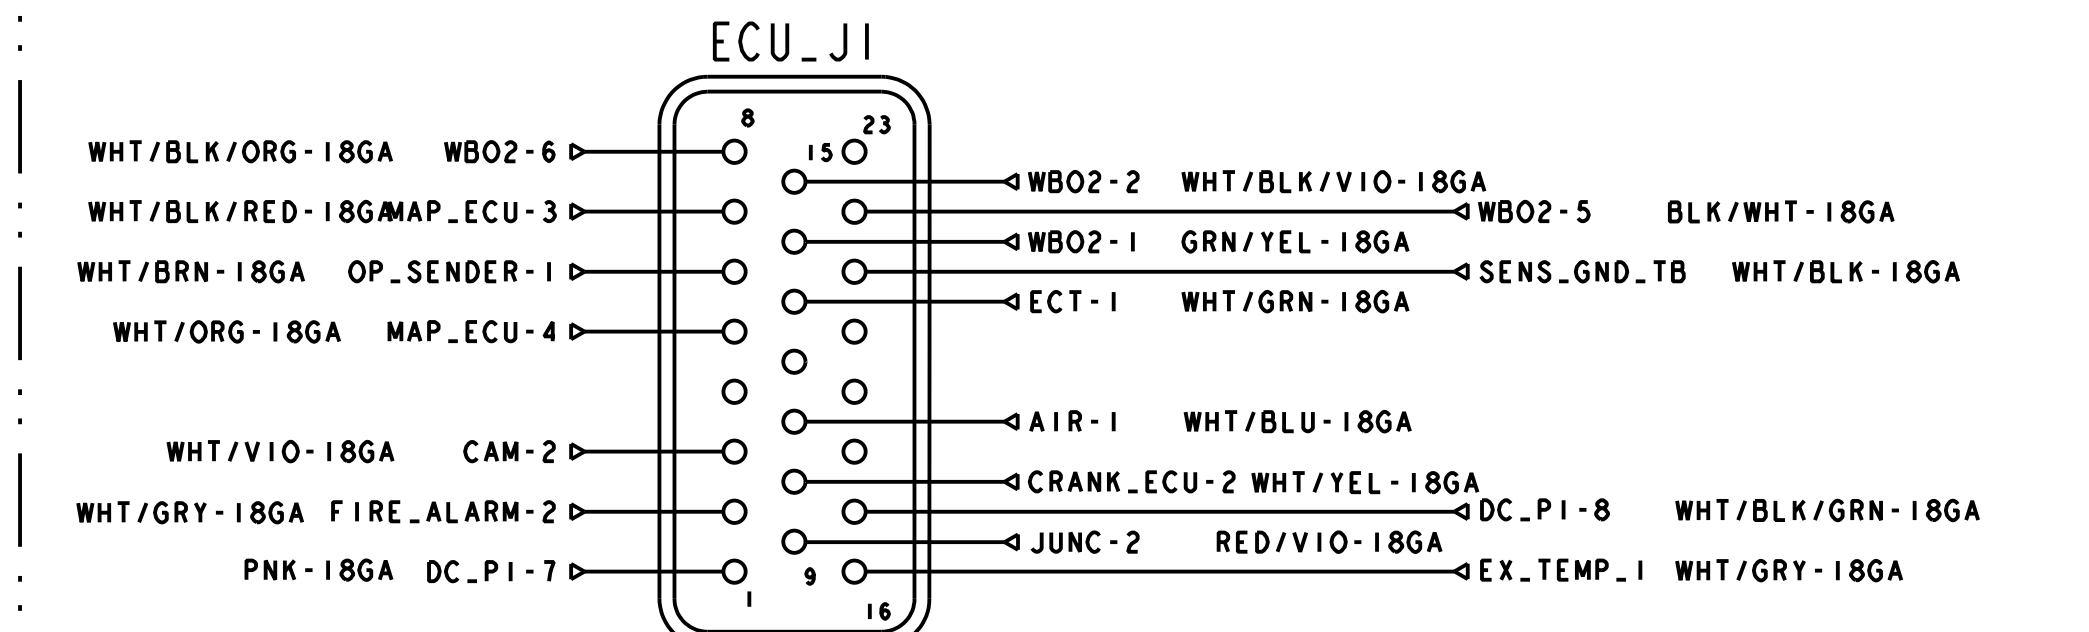 ECU_J1
8
23
WHT/BLK/ORG-18GA WBO2-6
15
WBO2-2 WHT/BLK/VIO-18GA
WHT/BLK/RED-18GA MAP_ECU-3
WBO2-5 BLK/WHT-18GA
WBO2-1 GRN/YEL-18GA
WHT/BRN-18GA OP_SENDER-1
SENS_GND_TB WHT/BLK-18GA
ECT-1 WHT/GRN-18GA
WHT/ORG-18GA MAP_ECU-4
AIR-1 WHT/BLU-18GA
WHT/VIO-18GA CAM-2
CRANK_ECU-2 WHT/YEL-18GA
WHT/GRY-18GA FIRE_ALARM-2
DC_P1-8 WHT/BLK/GRN-18GA
JUNC-2 RED/VIO-18GA
PNK-18GA DC_P1-7
9
EX_TEMP_1 WHT/GRY-18GA
1
16